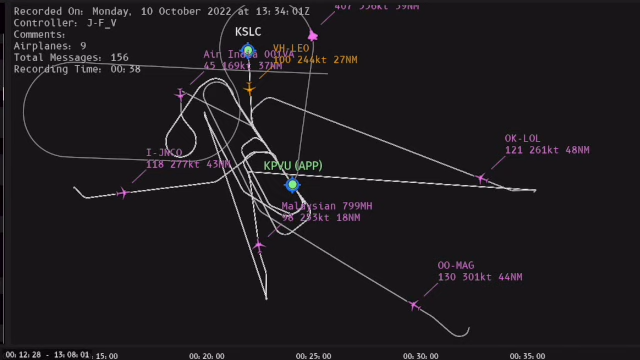 Recorded On: Monday, 10 October 2022 at 13:34:01Z
Controller: J-F_V
Comments:
Airplanes: 9
Total Messages: 156
Recording Time: 00:38
KSLC
VH-LEO
100 244kt 27NM
Air India
45 169kt 37NM
OK-LOL
121 261kt 48NM
I-JNCO
118 277kt 43NM
KPVU (APP)
Malaysian 799MH
98 253kt 18NM
OO-MAG
130 301kt 44NM
00:12:28 - 13:08:01
15:00
00:20:00
00:25:00
00:30:00
00:35:00